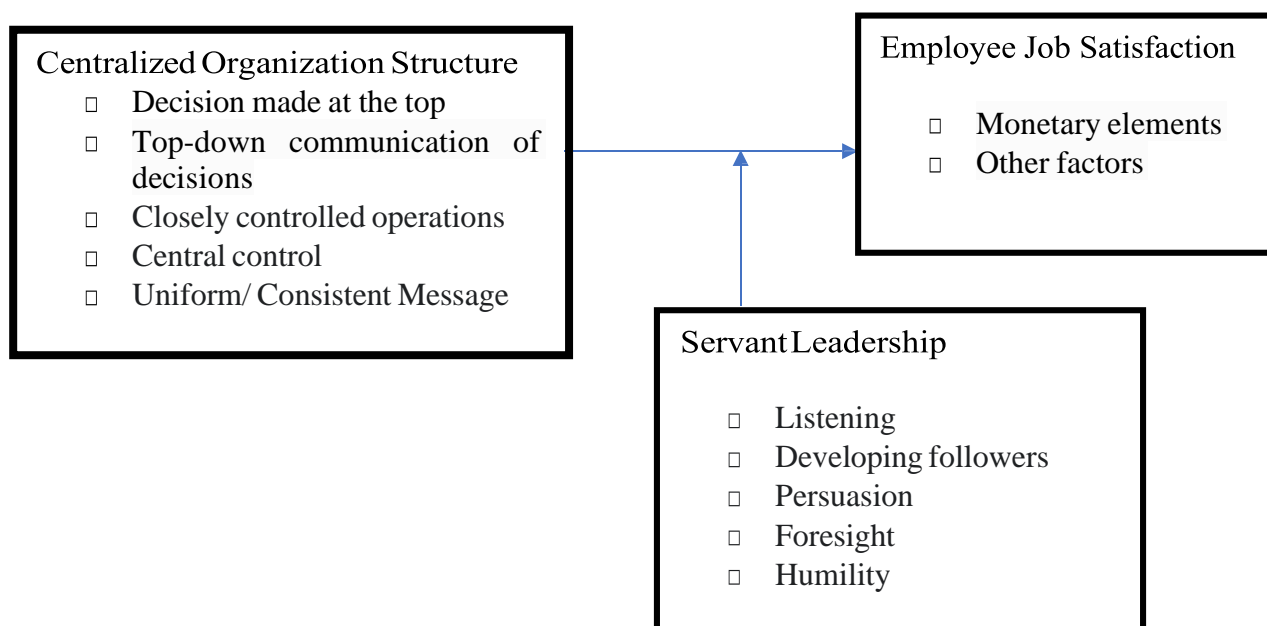 Centralized Organization Structure
Decision made at the top
Top-down communication of
decisions
Closely controlled operations
Central control
Uniform/ Consistent Message
Employee Job Satisfaction
Monetary elements
Other factors
Servant Leadership
Listening
Developing followers
Persuasion
Foresight
Humility